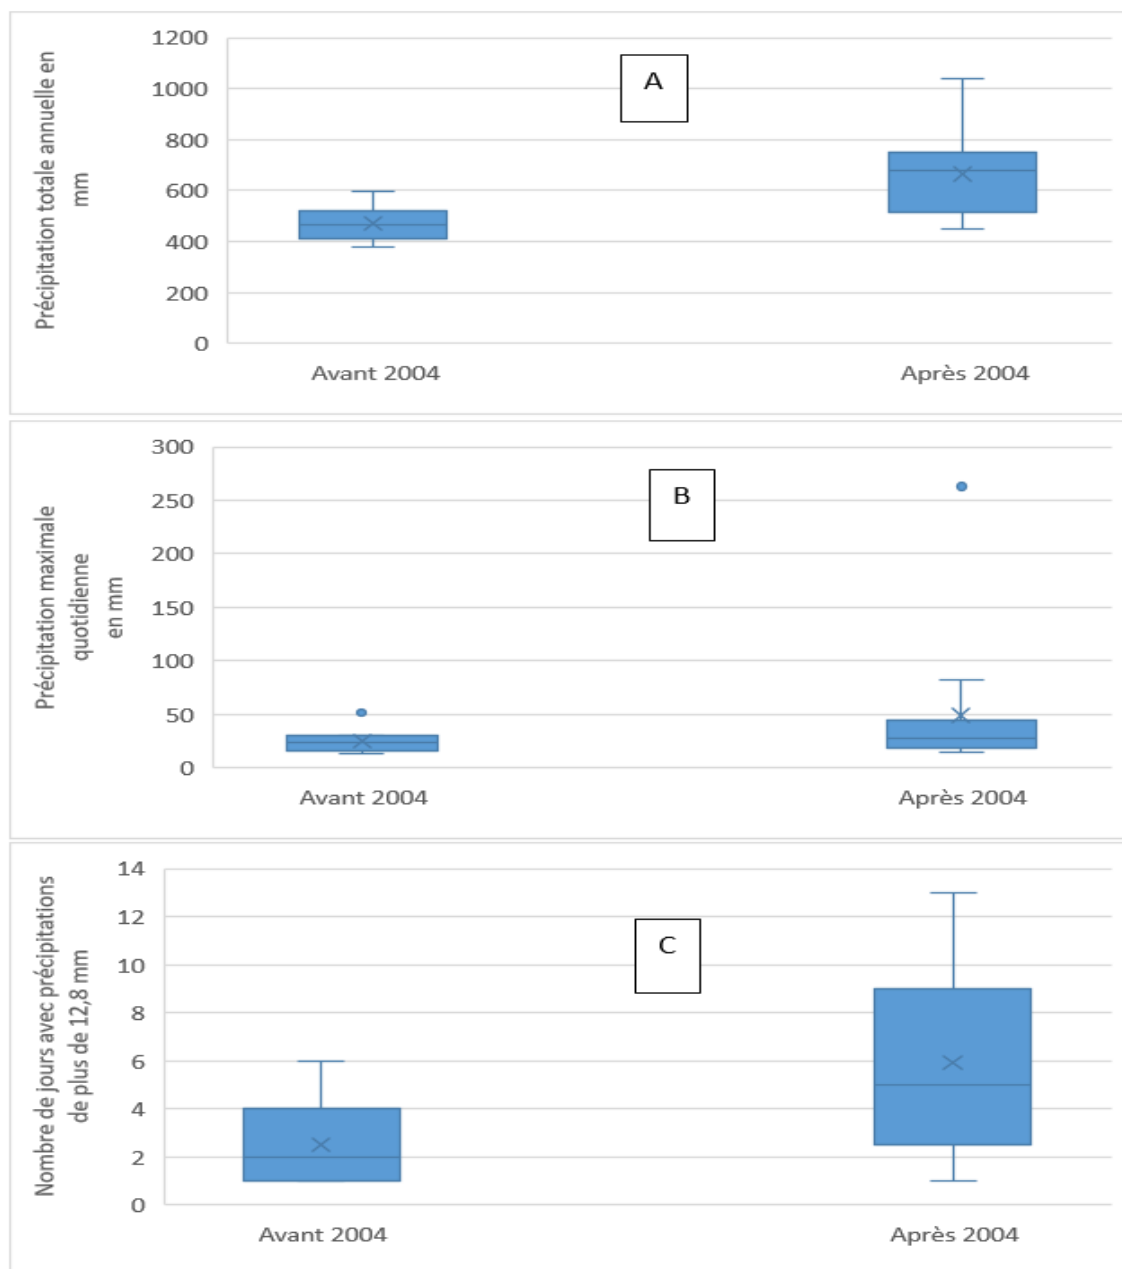 Précipitation totale annuelle en
mm
1200
1000
800
600
400
200
0
A
Avant 2004
Après 2004
Précipitation maximale
quotidienne
en mm
300
250
200
150
100
50
0
B
Avant 2004
Après 2004
Nombre de jours avec précipitations
de plus de 12,8 mm
14
12
10
8
6
4
2
0
C
Avant 2004
Après 2004